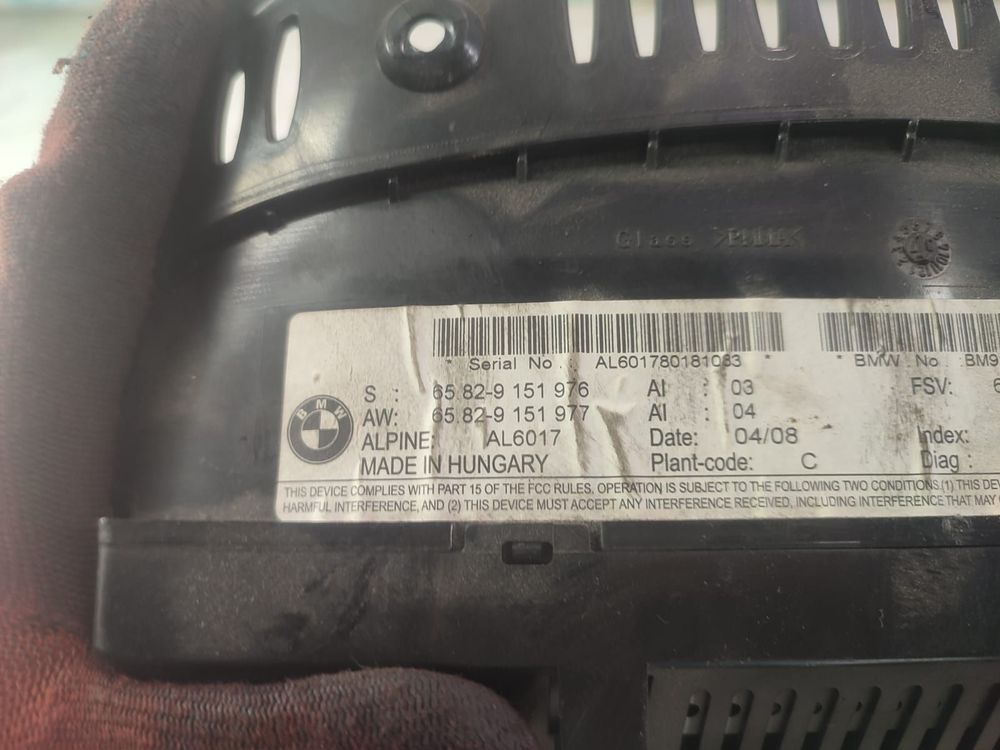 Glass >PMMA<
* Serial No. : AL601780181083 * * BMW No BM9
S : 65.82-9 151 976 AI : 03 FSV: 6
AW: 65.82-9 151 977 AI : 04
ALPINE: AL6017 Date: 04/08 Index:
MADE IN HUNGARY Plant-code: C Diag :
BMW
THIS DEVICE COMPLIES WITH PART 15 OF THE FCC RULES. OPERATION IS SUBJECT TO THE FOLLOWING TWO CONDITIONS.(1) THIS DEV
HARMFUL INTERFERENCE, AND (2) THIS DEVICE MUST ACCEPT ANY INTERFERENCE RECEIVED, INCLUDING INTERFERENCE THAT MAY